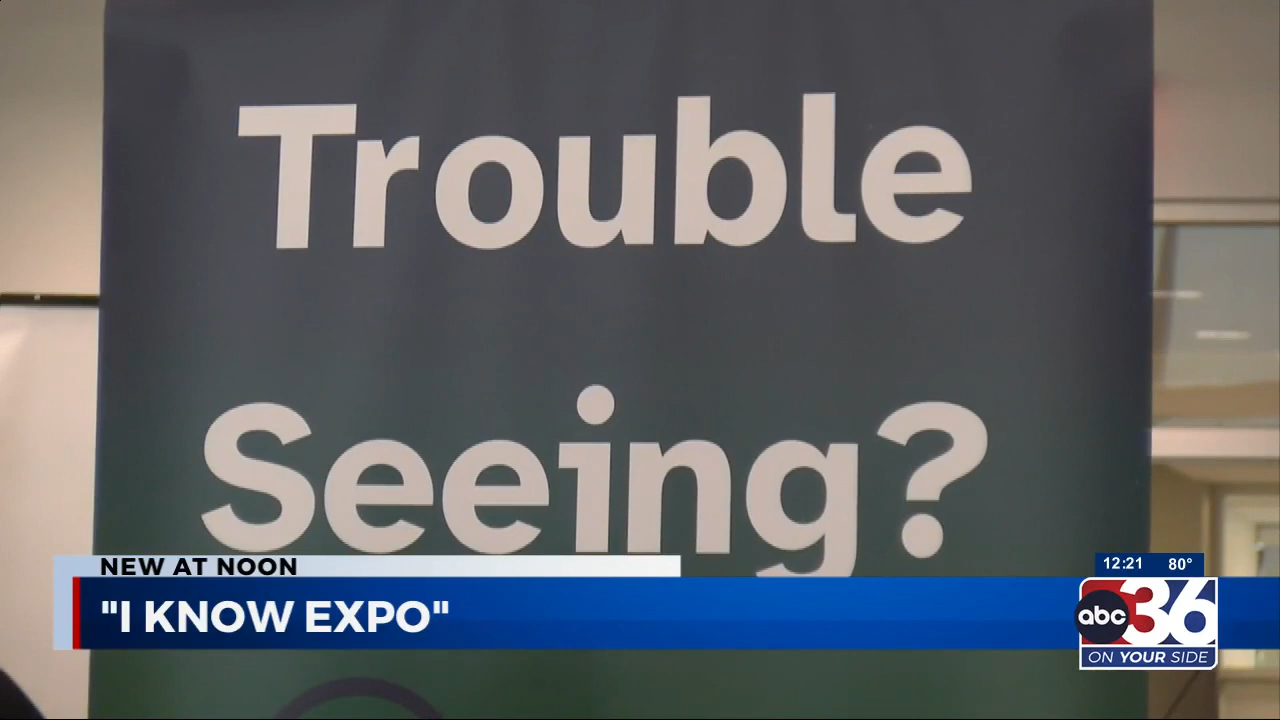 Trouble
Seeing?
NEW AT NOON
"I KNOW EXPO"
12:21 80°
abc 36
ON YOUR SIDE